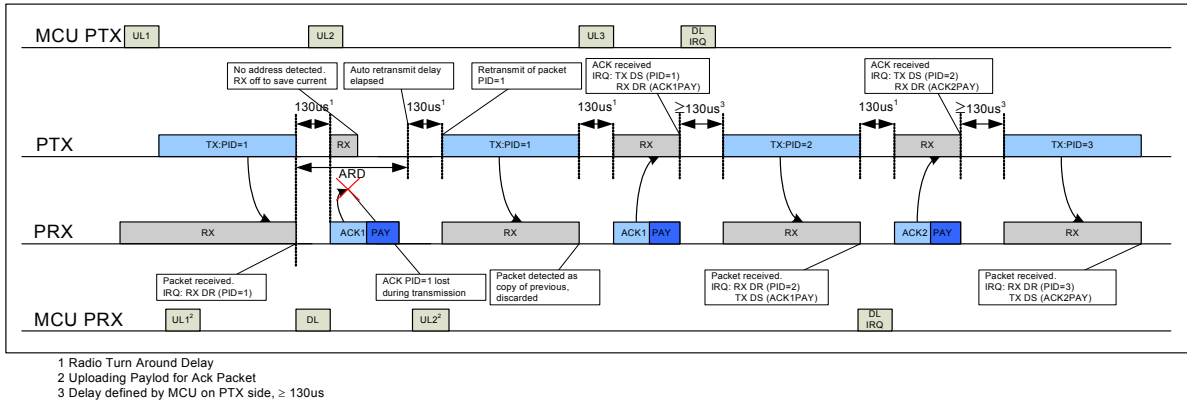 MCU PTX
UL1
UL2
UL3
DL
IRQ
No address detected.
RX off to save current
Auto retransmit delay
elapsed
Retransmit of packet
PID=1
ACK received
IRQ: TX DS (PID=1)
RX DR (ACK1PAY)
ACK received
IRQ: TX DS (PID=2)
RX DR (ACK2PAY)
130us1
130us1
130us1
≥130us3
130us1
≥130us3
PTX
TX:PID=1
RX
TX:PID=1
RX
TX:PID=2
RX
TX:PID=3
ARD
PRX
RX
ACK1 PAY
RX
ACK1 PAY
RX
ACK2 PAY
RX
Packet received.
IRQ: RX DR (PID=1)
ACK PID=1 lost
during transmission
Packet detected as
copy of previous,
discarded
Packet received.
IRQ: RX DR (PID=2)
TX DS (ACK1PAY)
Packet received.
IRQ: RX DR (PID=3)
TX DS (ACK2PAY)
MCU PRX
UL12
DL
UL22
DL
IRQ
1 Radio Turn Around Delay
2 Uploading Paylod for Ack Packet
3 Delay defined by MCU on PTX side, ≥ 130us